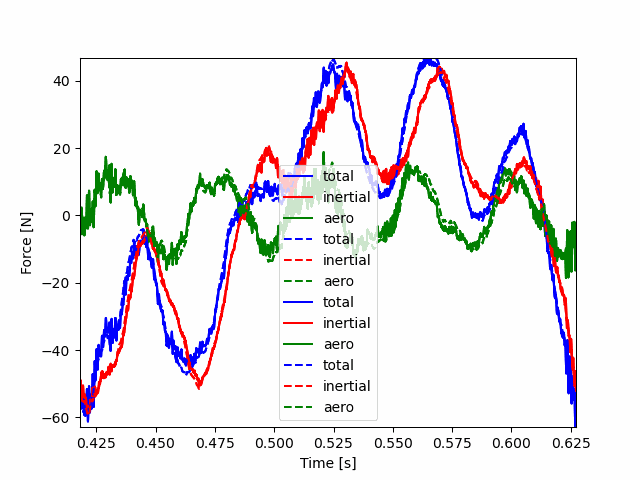 Force [N]
40
20
0
−20
−40
−60
total
inertial
aero
total
inertial
aero
total
inertial
aero
total
inertial
aero
0.425 0.450 0.475 0.500 0.525 0.550 0.575 0.600 0.625
Time [s]